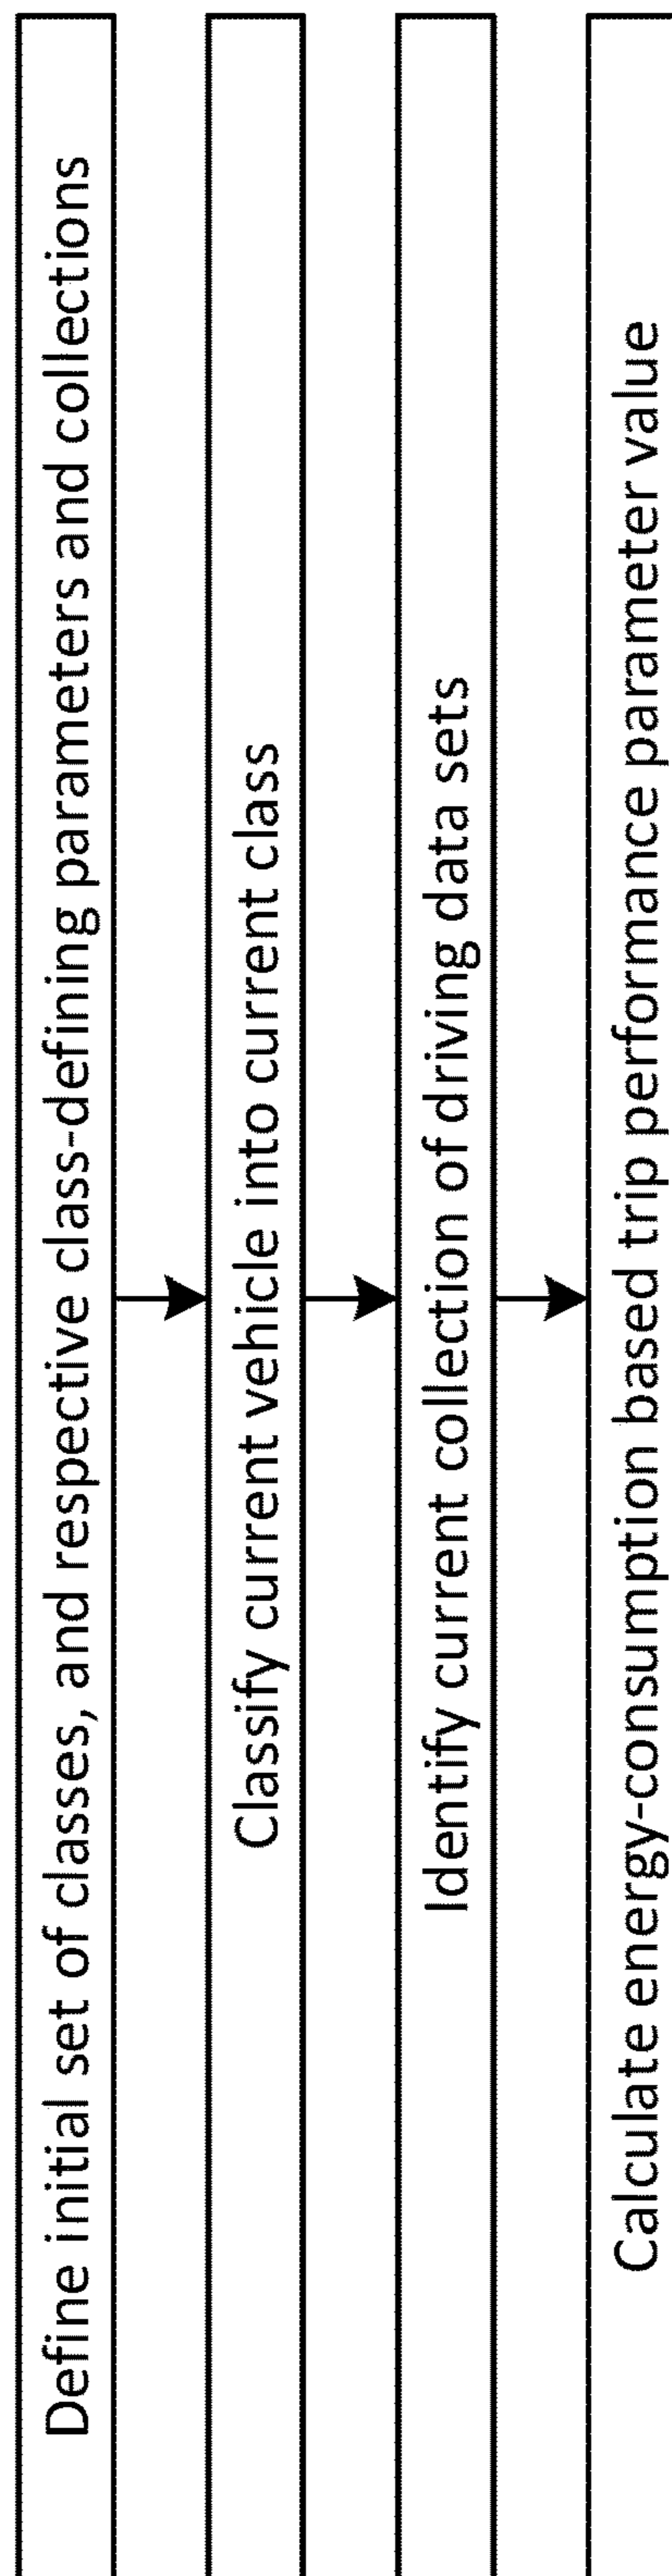 Define initial set of classes, and respective class-defining parameters and collections
Classify current vehicle into current class
Identify current collection of driving data sets
Calculate energy-consumption based trip performance parameter value